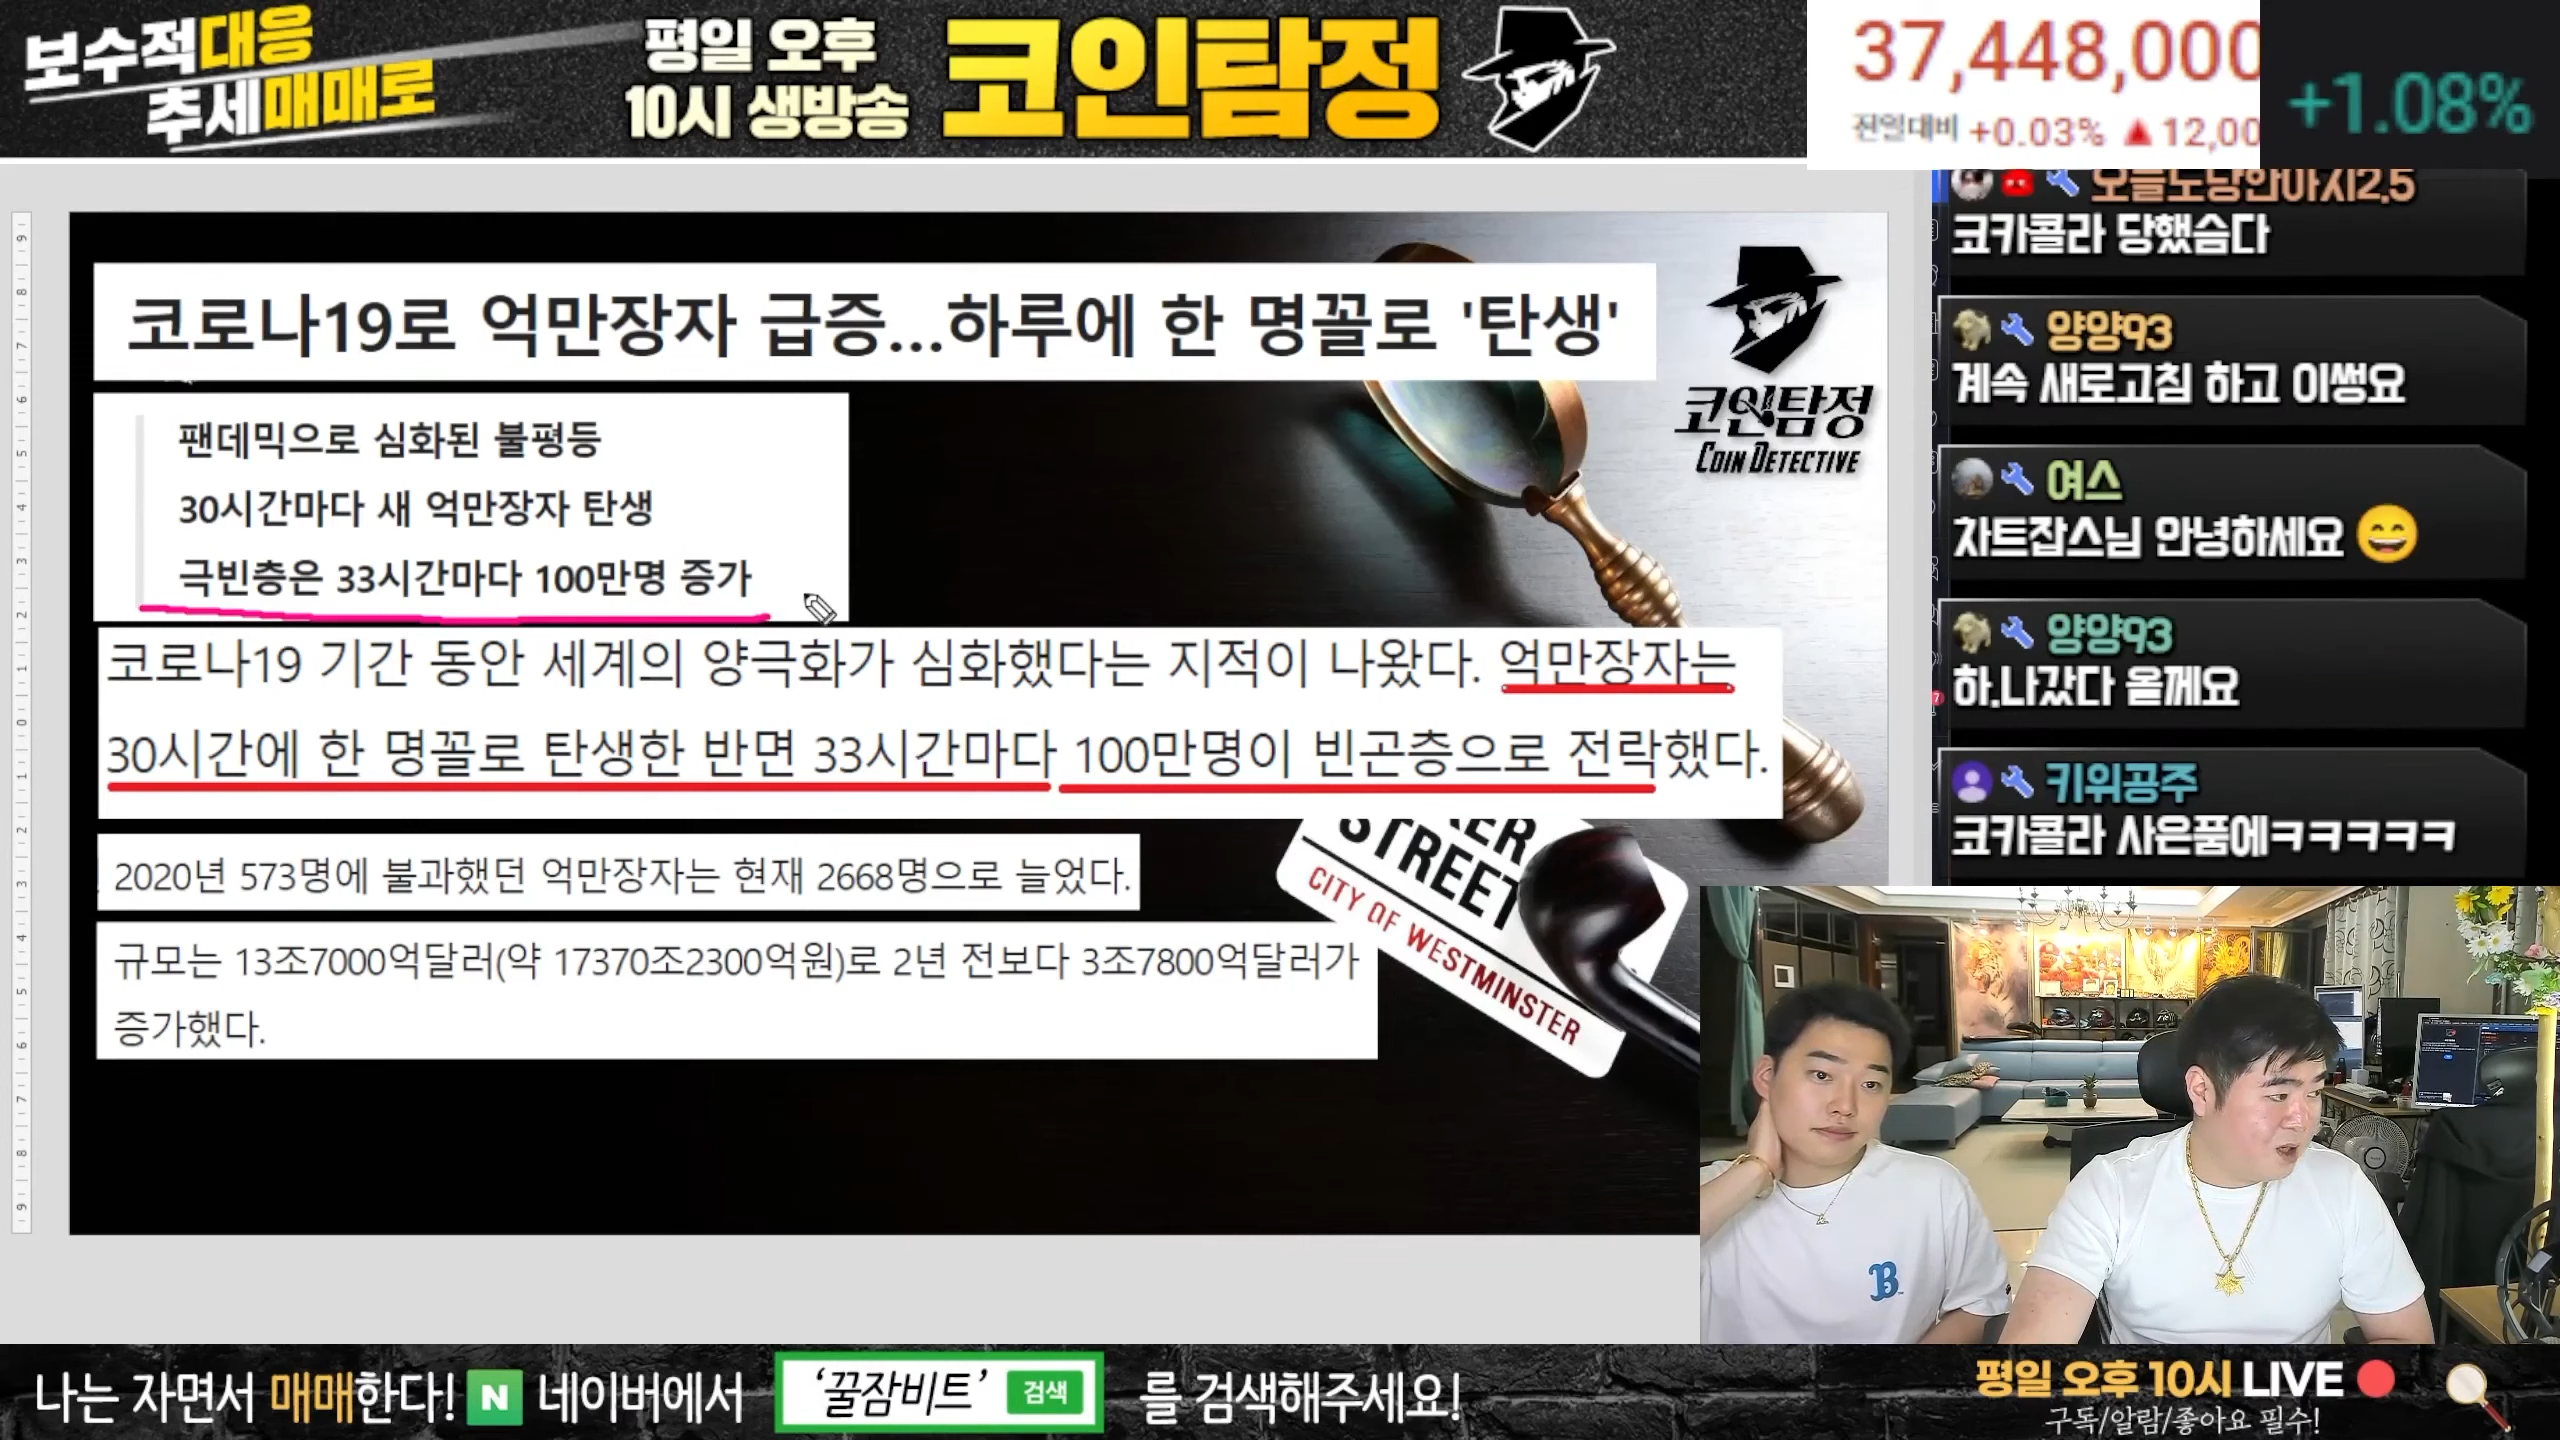 보수적대응
추세매매로
평일 오후
10시 생방송
코인탐정
37,448,000
전일대비 +0.03% ▲ 12,00
+1.08%
코로나19로 억만장자 급증...하루에 한 명꼴로 '탄생'
팬데믹으로 심화된 불평등
30시간마다 새 억만장자 탄생
극빈층은 33시간마다 100만명 증가
코로나19 기간 동안 세계의 양극화가 심화했다는 지적이 나왔다. 억만장자는
30시간에 한 명꼴로 탄생한 반면 33시간마다 100만명이 빈곤층으로 전락했다.
2020년 573명에 불과했던 억만장자는 현재 2668명으로 늘었다.
규모는 13조7000억달러(약 17370조2300억원)로 2년 전보다 3조7800억달러가
증가했다.
코인탐정
COIN DETECTIVE
STREET
CITY OF WESTMINSTER
코카콜라 당했슴다
양양93
계속 새로고침 하고 이썽요
여스
차트잡스님 안녕하세요 😄
양양93
하.나갔다 올께요
키위공주
코카콜라 사은품에ㅋㅋㅋㅋㅋ
B
나는 자면서 매매한다! N 네이버에서 '꿀잠비트' 검색 를 검색해주세요!
평일 오후 10시 LIVE
구독/알람/좋아요 필수!